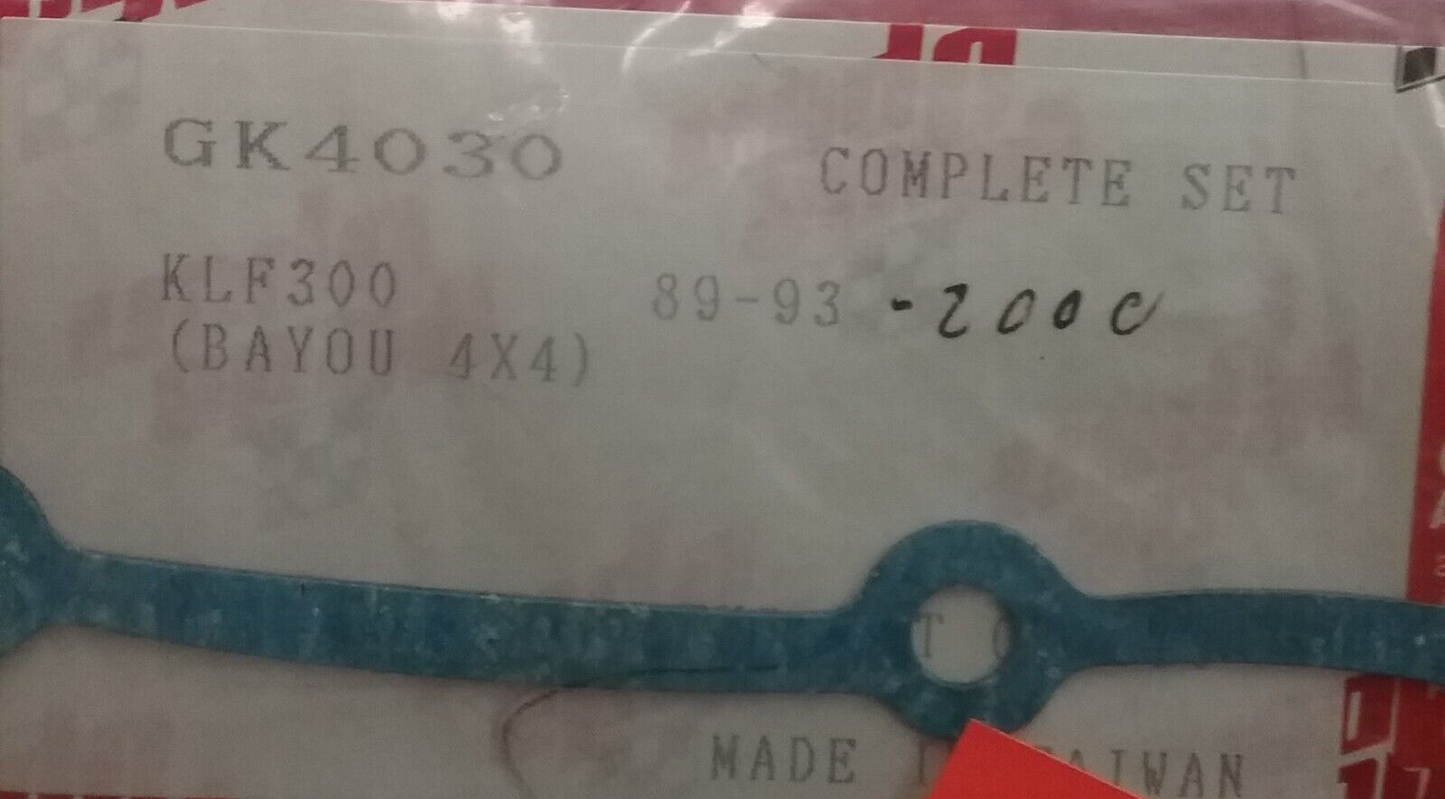 GK4030 COMPLETE SET
KLF300 89-93 -2000
(BAYOU 4X4)
MADE